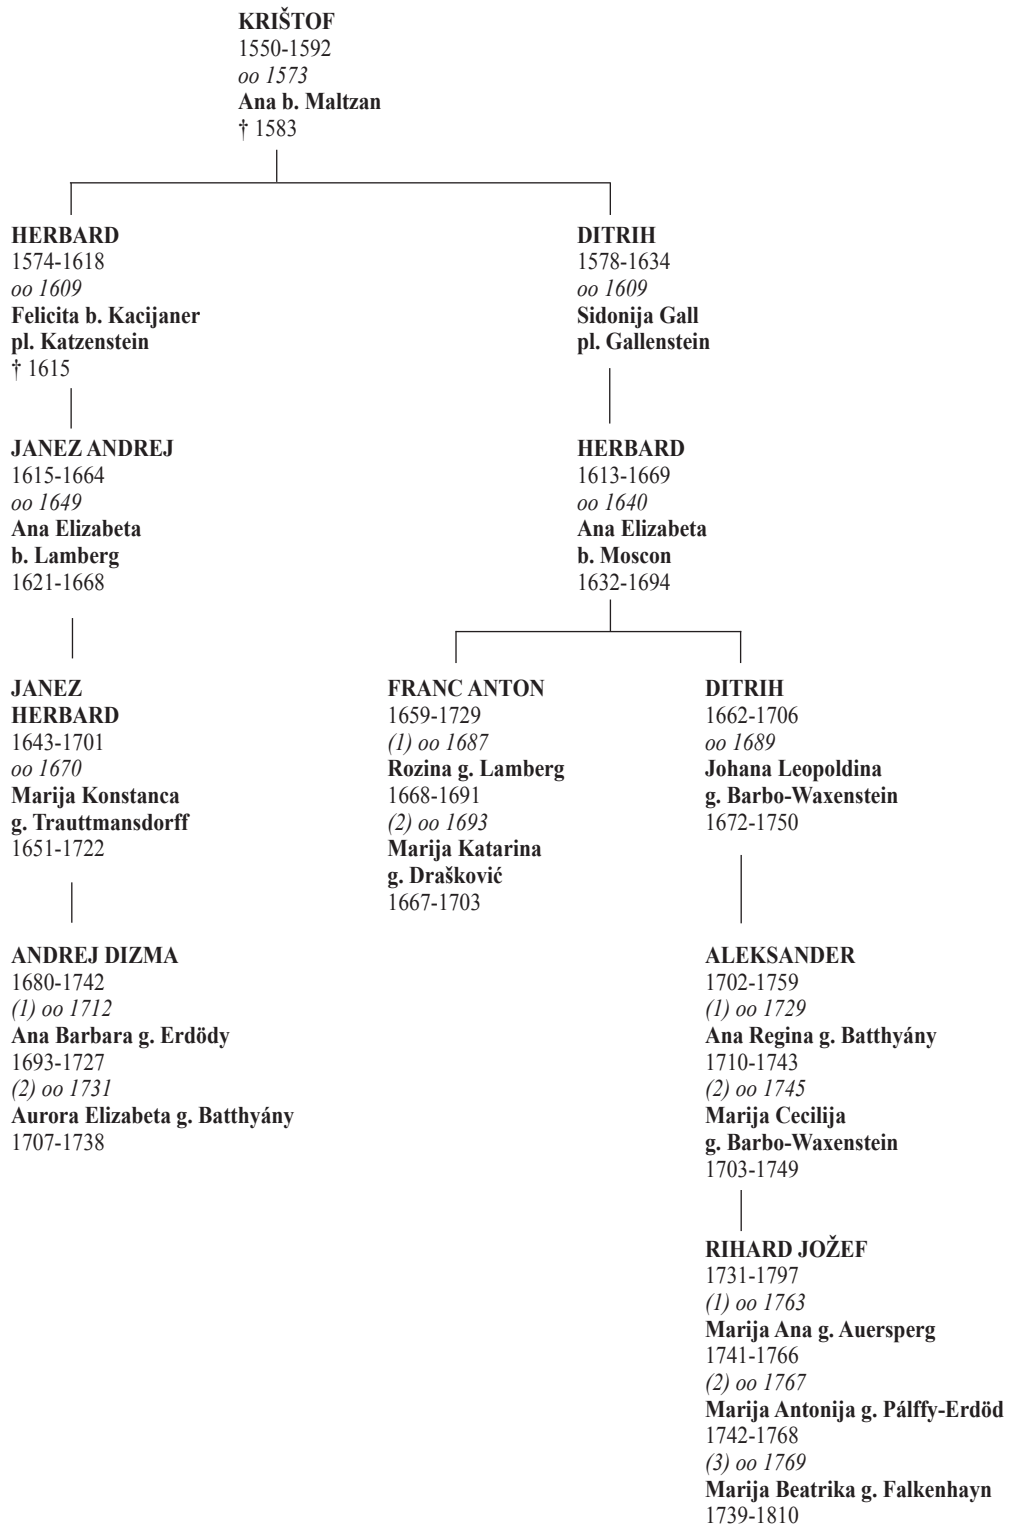 KRIŠTOF
1550-1592
oo 1573
Ana b. Maltzan
† 1583
HERBARD
1574-1618
oo 1609
Felicita b. Kacijaner
pl. Katzenstein
† 1615
DITRIH
1578-1634
oo 1609
Sidonija Gall
pl. Gallenstein
JANEZ ANDREJ
1615-1664
oo 1649
Ana Elizabeta
b. Lamberg
1621-1668
HERBARD
1613-1669
oo 1640
Ana Elizabeta
b. Moscon
1632-1694
JANEZ
HERBARD
1643-1701
oo 1670
Marija Konstanca
g. Trauttmansdorff
1651-1722
FRANC ANTON
1659-1729
(1) oo 1687
Rozina g. Lamberg
1668-1691
(2) oo 1693
Marija Katarina
g. Drašković
1667-1703
DITRIH
1662-1706
oo 1689
Johana Leopoldina
g. Barbo-Waxenstein
1672-1750
ANDREJ DIZMA
1680-1742
(1) oo 1712
Ana Barbara g. Erdödy
1693-1727
(2) oo 1731
Aurora Elizabeta g. Batthyány
1707-1738
ALEKSANDER
1702-1759
(1) oo 1729
Ana Regina g. Batthyány
1710-1743
(2) oo 1745
Marija Cecilija
g. Barbo-Waxenstein
1703-1749
RIHARD JOŽEF
1731-1797
(1) oo 1763
Marija Ana g. Auersperg
1741-1766
(2) oo 1767
Marija Antonija g. Pálffy-Erdöd
1742-1768
(3) oo 1769
Marija Beatrika g. Falkenhayn
1739-1810